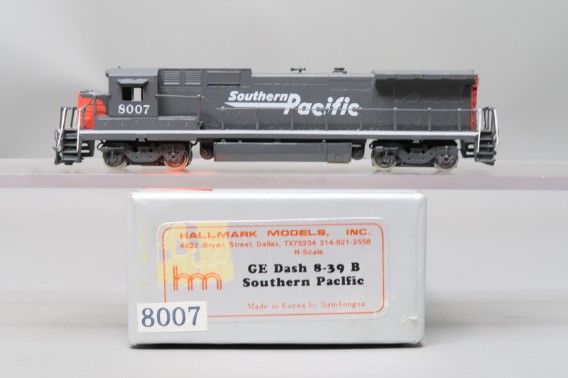 Southern
Pacific
8007
HALLMARK MODELS, INC.
4822 Bryan Street, Dallas, TX75234 214-821-2558
N-Scale
hm
GE Dash 8-39 B
Southern Pacific
Made in Korea by Samhongsa
8007